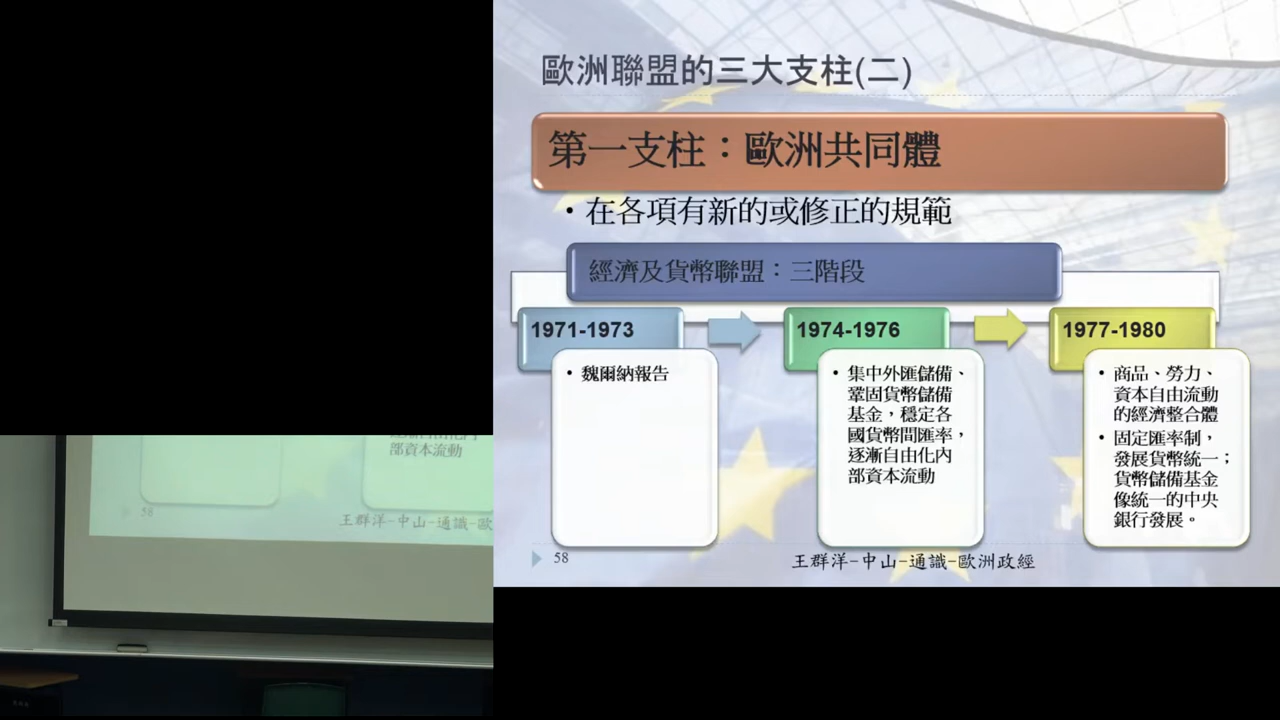 歐洲聯盟的三大支柱(二)
第一支柱：歐洲共同體
• 在各項有新的或修正的規範
經濟及貨幣聯盟：三階段
1971-1973
• 魏爾納報告
1974-1976
• 集中外匯儲備、
鞏固貨幣儲備
基金，穩定各
國貨幣間匯率，
逐漸自由化內
部資本流動
1977-1980
• 商品、勞力、
資本自由流動
的經濟整合體
• 固定匯率制，
發展貨幣統一；
貨幣儲備基金
像統一的中央
銀行發展。
58
王群洋-中山-通識-歐洲政經
部資本流動
58
王群洋-中山-通識-歐